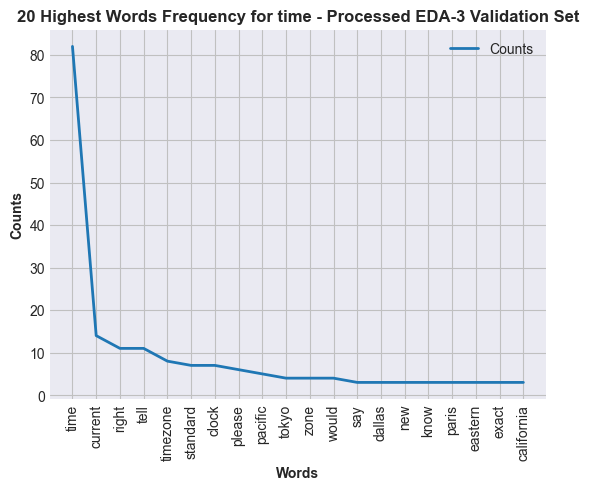 20 Highest Words Frequency for time - Processed EDA-3 Validation Set
Counts
80
70
60
50
40
30
20
10
0
Counts
time
current
right
tell
timezone
standard
clock
please
pacific
tokyo
zone
would
say
dallas
new
know
paris
eastern
exact
california
Words